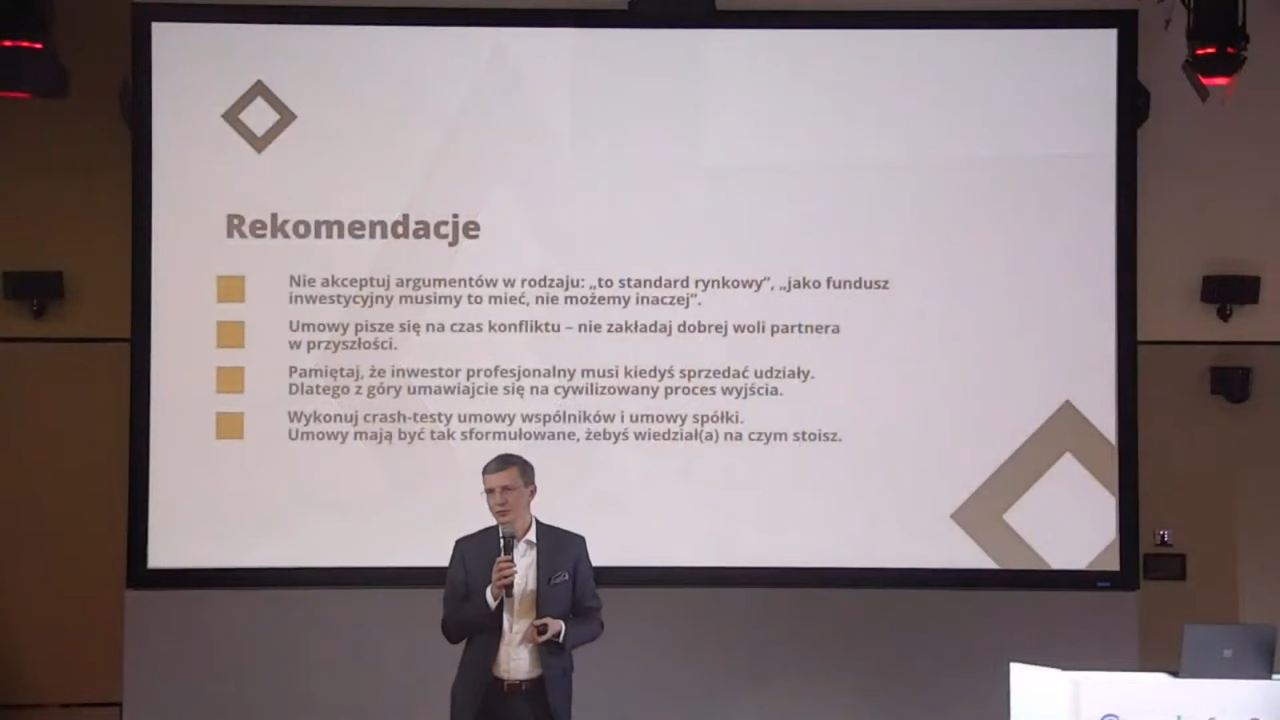 Rekomendacje
Nie akceptuj argumentów w rodzaju: „to standard rynkowy”, „jako fundusz
inwestycyjny musimy to mieć, nie możemy inaczej”.
Umowy pisze się na czas konfliktu – nie zakładaj dobrej woli partnera
w przyszłości.
Pamiętaj, że inwestor profesjonalny musi kiedyś sprzedać udziały.
Dlatego z góry umawiajcie się na cywilizowany proces wyjścia.
Wykonuj crash-testy umowy wspólników i umowy spółki.
Umowy mają być tak sformułowane, żebyś wiedział(a) na czym stoisz.